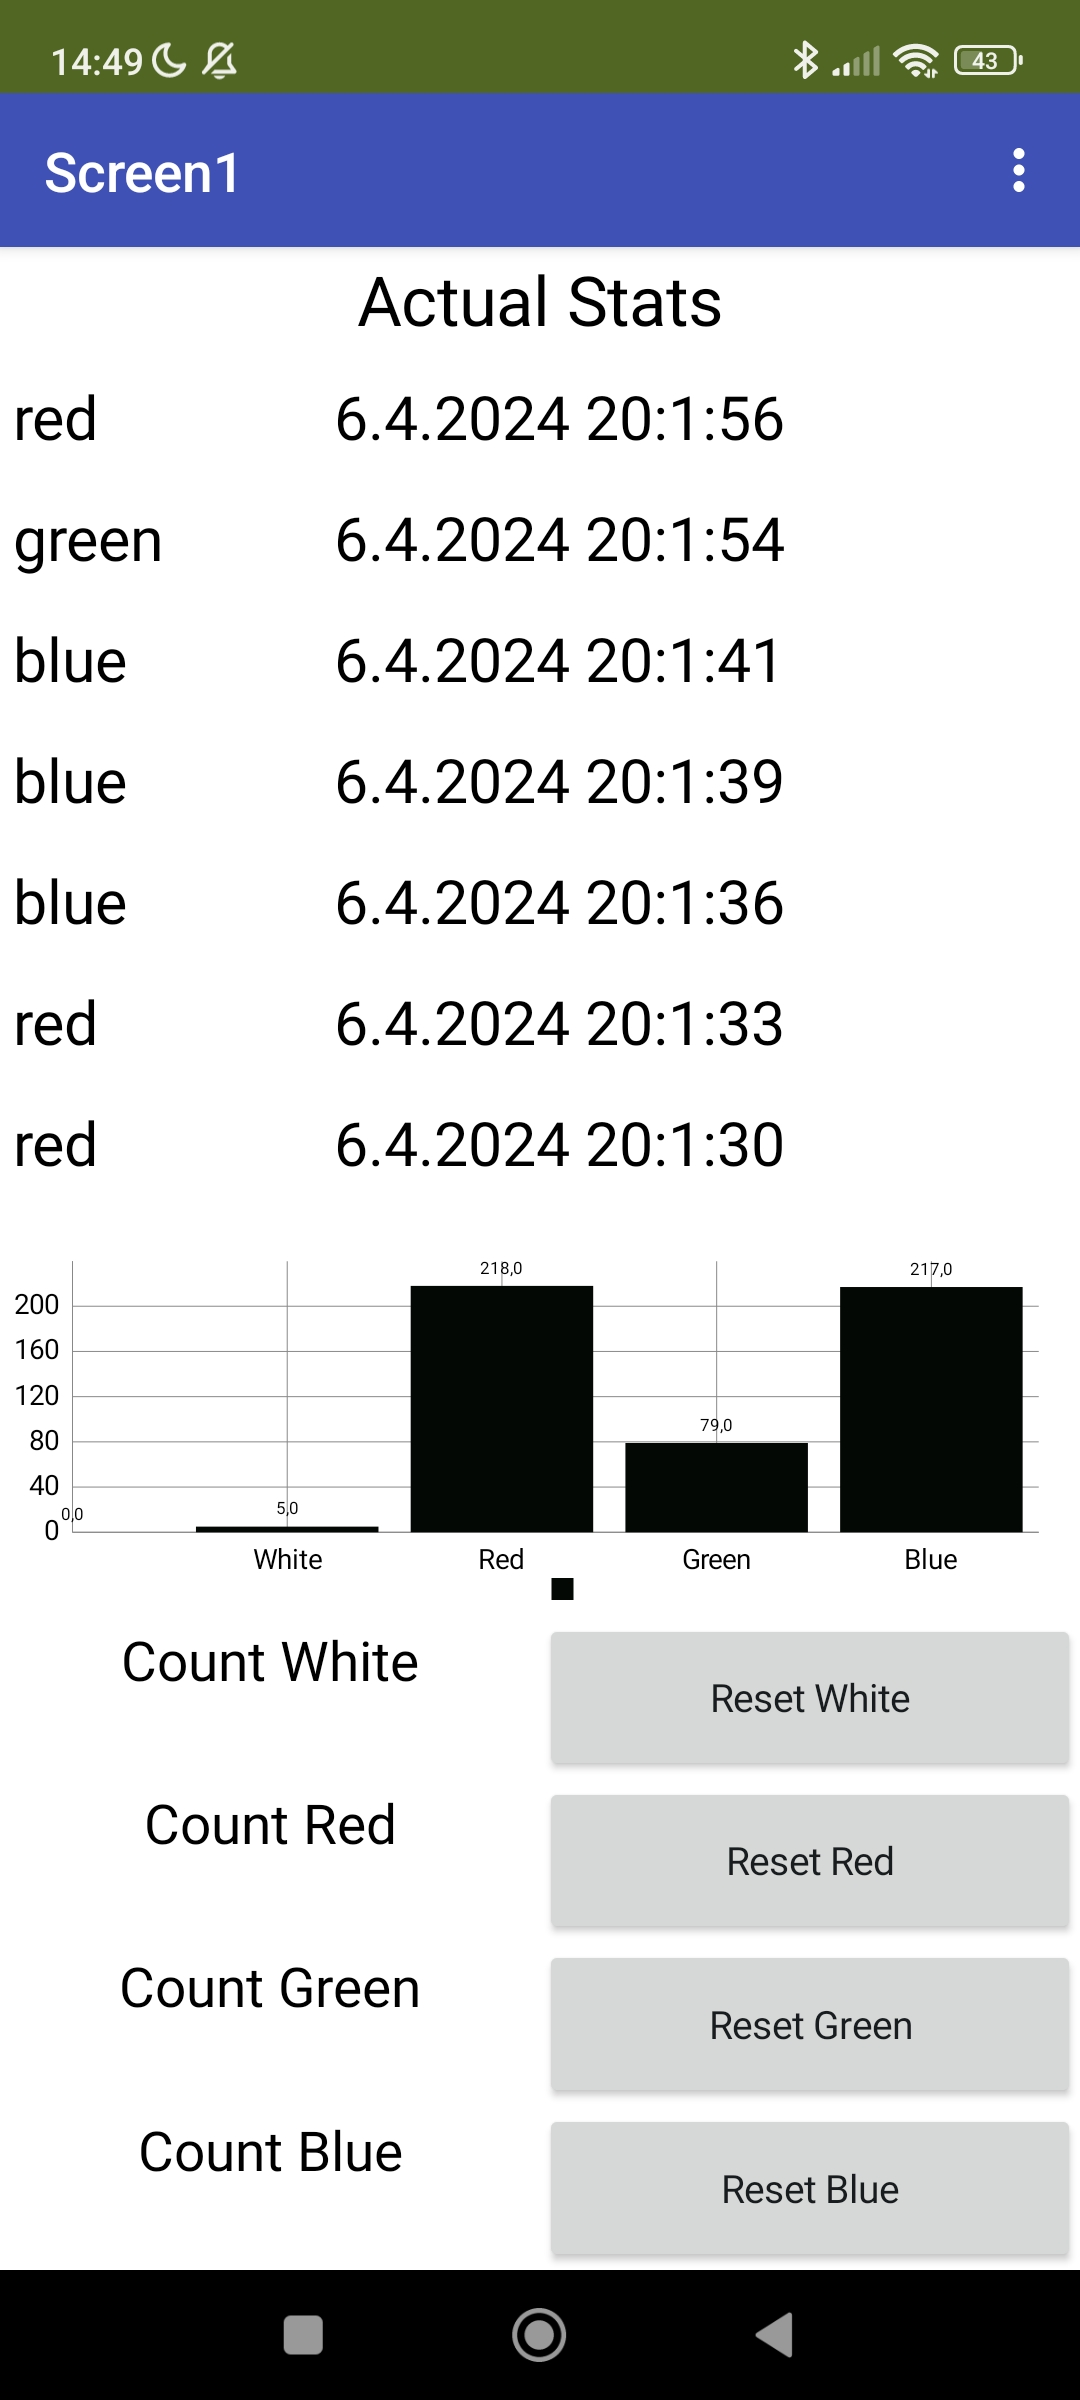 14:49
43
Screen1
Actual Stats
red 6.4.2024 20:1:56
green 6.4.2024 20:1:54
blue 6.4.2024 20:1:41
blue 6.4.2024 20:1:39
blue 6.4.2024 20:1:36
red 6.4.2024 20:1:33
red 6.4.2024 20:1:30
218,0
217,0
200
160
120
79,0
80
40
5,0
0,0
0
White Red Green Blue
Count White
Reset White
Count Red
Reset Red
Count Green
Reset Green
Count Blue
Reset Blue